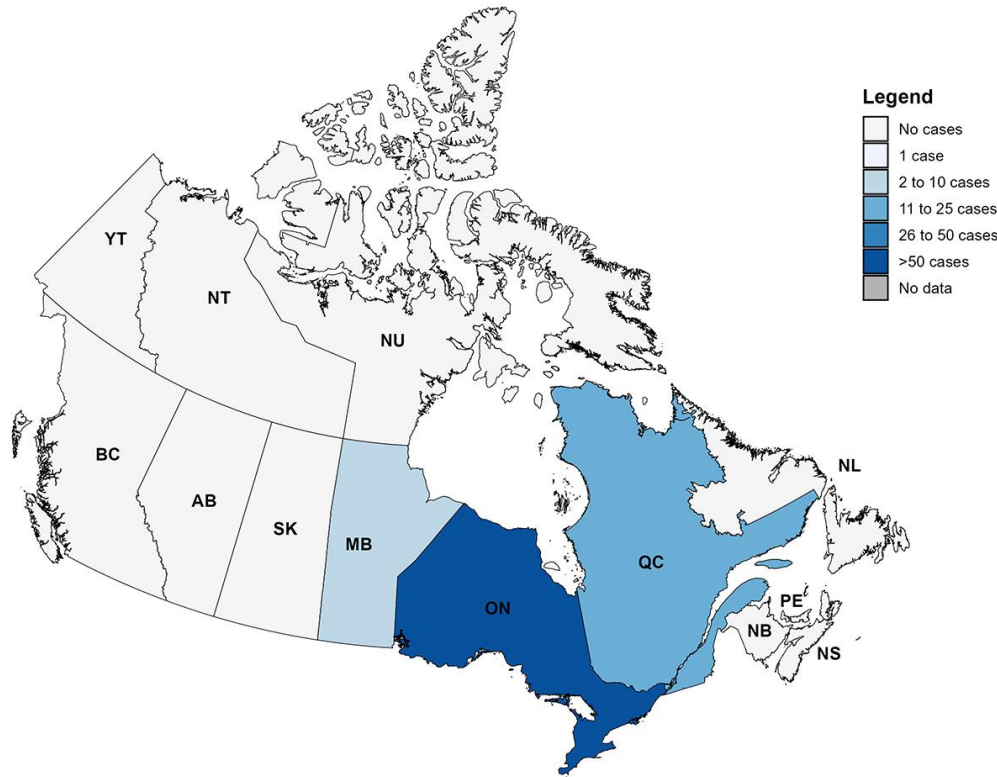 Legend
No cases
1 case
2 to 10 cases
11 to 25 cases
26 to 50 cases
>50 cases
No data
YT
NT
NU
BC
AB
SK
MB
ON
QC
NL
PE
NB
NS